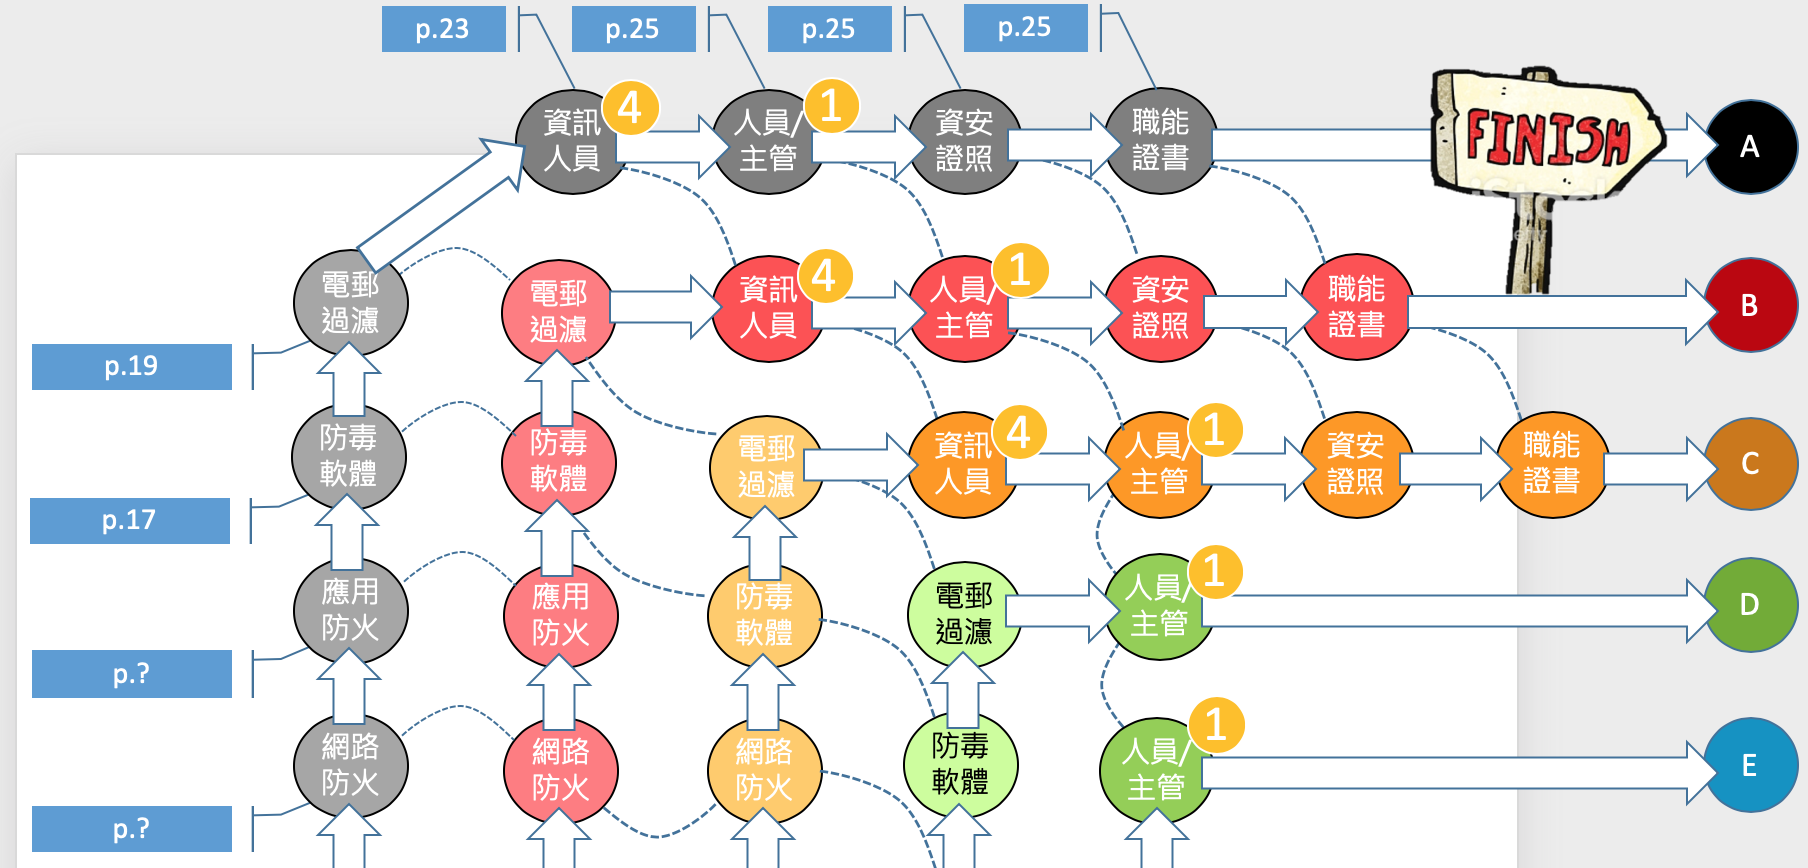 p.23
p.25
p.25
p.25
資訊
人員
4
人員/
主管
1
資安
證照
職能
證書
FINISH
A
電郵
過濾
電郵
過濾
資訊
人員
4
人員/
主管
1
資安
證照
職能
證書
B
p.19
防毒
軟體
防毒
軟體
電郵
過濾
資訊
人員
4
人員/
主管
1
資安
證照
職能
證書
C
p.17
應用
防火
應用
防火
防毒
軟體
電郵
過濾
人員/
主管
1
D
p.?
網路
防火
網路
防火
網路
防火
防毒
軟體
人員/
主管
1
E
p.?